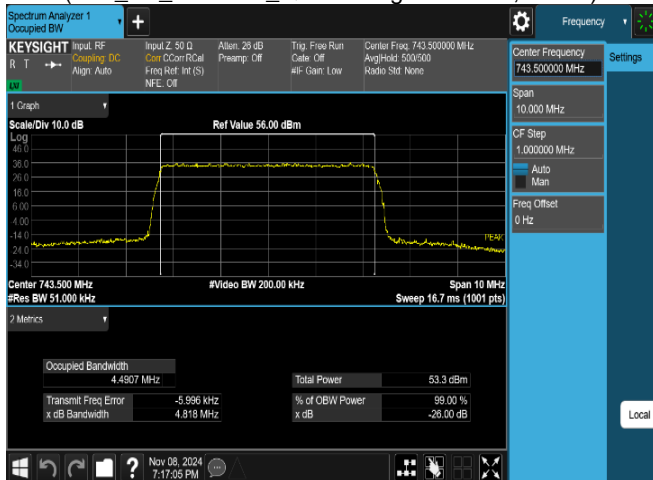 Spectrum Analyzer 1
Occupied BW
Frequency
KEYSIGHT
R T
LXI
Input: RF
Coupling: DC
Align: Auto
Input Z: 50 Ω
Corr CCorr RCal
Freq Ref: Int (S)
NFE: Off
Atten: 26 dB
Preamp: Off
Trig: Free Run
Gate: Off
#IF Gain: Low
Center Freq: 743.500000 MHz
Avg|Hold: 500/500
Radio Std: None
Center Frequency
743.500000 MHz
Settings
Span
10.000 MHz
CF Step
1.000000 MHz
Auto
Man
Freq Offset
0 Hz
Local
1 Graph
Scale/Div 10.0 dB
Ref Value 56.00 dBm
Log
46.0
36.0
26.0
16.0
6.00
-4.00
-14.0
-24.0
-34.0
PEAK
Center 743.500 MHz
#Video BW 200.00 kHz
Span 10 MHz
#Res BW 51.000 kHz
Sweep 16.7 ms (1001 pts)
2 Metrics
Occupied Bandwidth
4.4907 MHz
Total Power
53.3 dBm
Transmit Freq Error
-5.996 kHz
% of OBW Power
99.00 %
x dB Bandwidth
4.818 MHz
x dB
-26.00 dB
?
Nov 08, 2024
7:17:05 PM